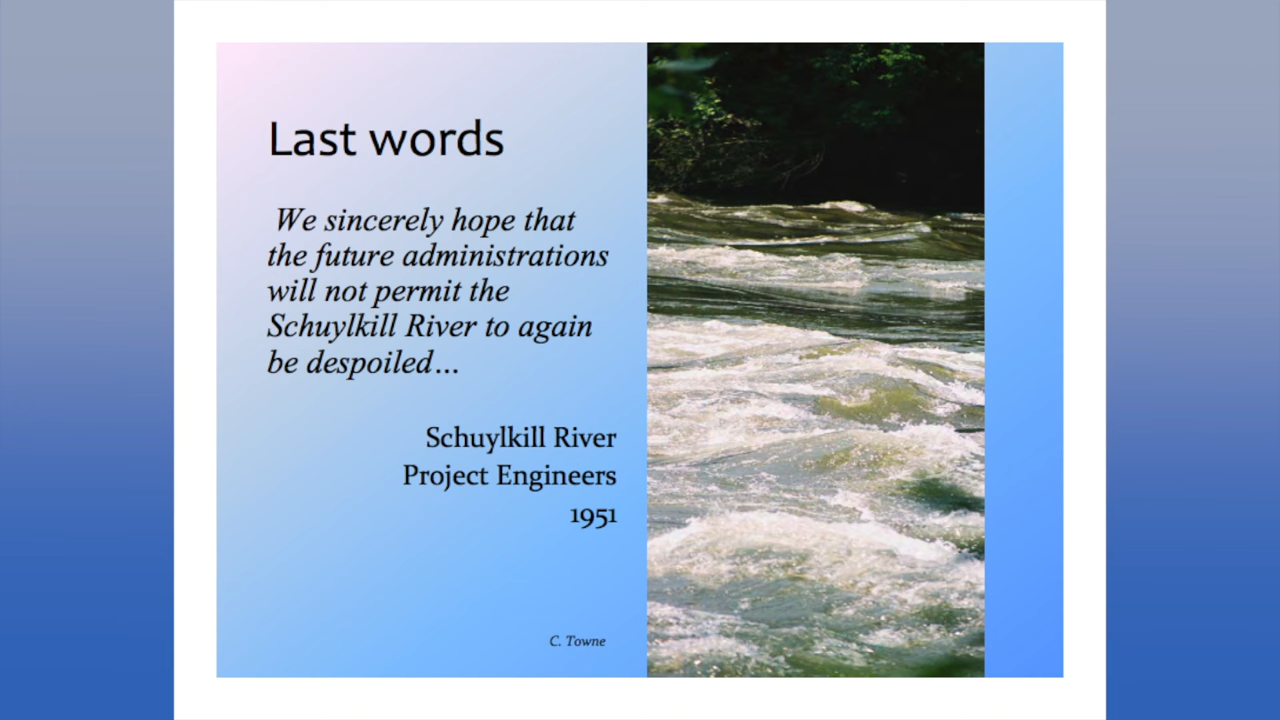 Last words
We sincerely hope that
the future administrations
will not permit the
Schuylkill River to again
be despoiled...
Schuylkill River
Project Engineers
1951
C. Towne